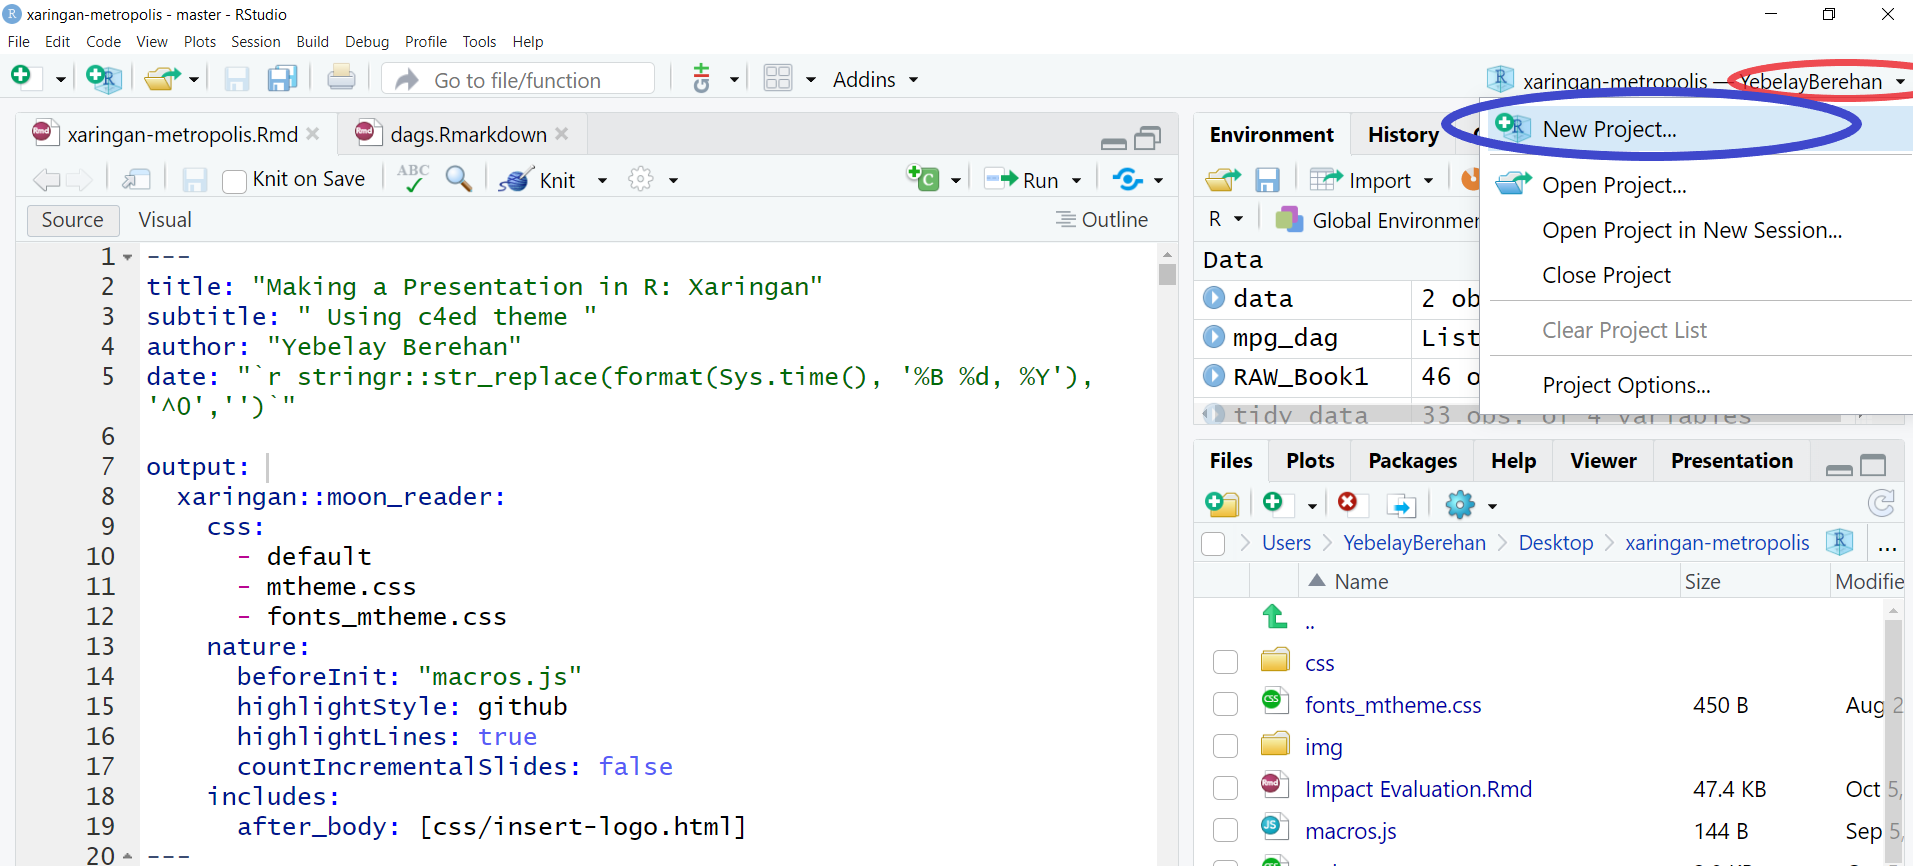 xaringan-metropolis - master - RStudio
File Edit Code View Plots Session Build Debug Profile Tools Help
Go to file/function Addins xaringan-metropolis — YebelayBerehan
xaringan-metropolis.Rmd dags.Rmarkdown
Knit on Save ABC Knit Run
Source Visual Outline
1 ---
2 title: "Making a Presentation in R: Xaringan"
3 subtitle: " Using c4ed theme "
4 author: "Yebelay Berehan"
5 date: "`r stringr::str_replace(format(Sys.time(), '%B %d, %Y'),
'^0','')`"
6
7 output:
8 xaringan::moon_reader:
9 css:
10 - default
11 - mtheme.css
12 - fonts_mtheme.css
13 nature:
14 beforeInit: "macros.js"
15 highlightStyle: github
16 highlightLines: true
17 countIncrementalSlides: false
18 includes:
19 after_body: [css/insert-logo.html]
20 ---
Environment History
Import
R Global Environmen
Data
data 2 ob
mpg_dag List
RAW_Book1 46 o
tidy_data 33 obs. of 4 variables
New Project...
Open Project...
Open Project in New Session...
Close Project
Clear Project List
Project Options...
Files Plots Packages Help Viewer Presentation
Users YebelayBerehan Desktop xaringan-metropolis ...
Name Size Modifie
..
css
fonts_mtheme.css 450 B Aug 2
img
Impact Evaluation.Rmd 47.4 KB Oct 5,
macros.js 144 B Sep 5,